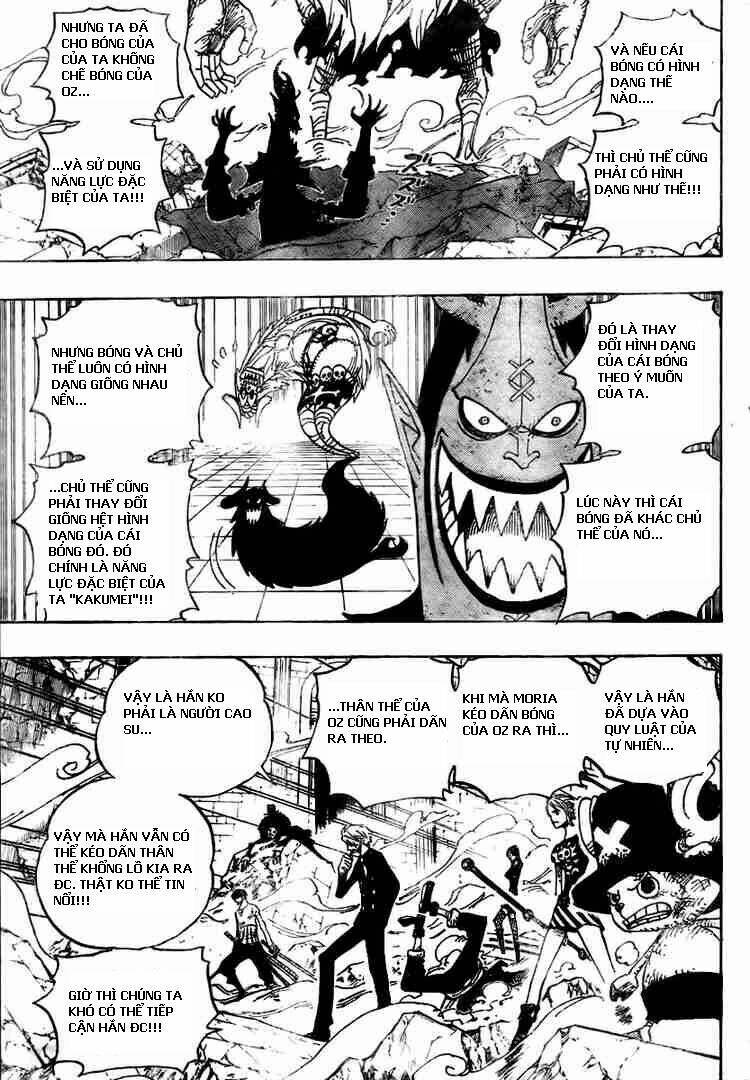 VÀ NẾU CÁI
BÓNG CÓ HÌNH
DẠNG THẾ
NÀO....
THÌ CHỦ THỂ CŨNG
PHẢI CÓ HÌNH
DẠNG NHƯ THẾ!!!
NHƯNG TA ĐÃ
CHO BÓNG CỦA
CỦA TA KHỐNG
CHẾ BÓNG CỦA
OZ...
...VÀ SỬ DỤNG
NĂNG LỰC ĐẶC
BIỆT CỦA TA!!!
ズズズ
ĐÓ LÀ THAY
ĐỔI HÌNH DẠNG
CỦA CÁI BÓNG
THEO Ý MUỐN
CỦA TA.
LÚC NÀY THÌ CÁI
BÓNG ĐÃ KHÁC CHỦ
THỂ CỦA NÓ...
NHƯNG BÓNG VÀ CHỦ
THỂ LUÔN CÓ HÌNH
DẠNG GIỐNG NHAU
NÊN...
...CHỦ THỂ CŨNG
PHẢI THAY ĐỔI
GIỐNG HỆT HÌNH
DẠNG CỦA CÁI
BÓNG ĐÓ. ĐÓ
CHÍNH LÀ NĂNG
LỰC ĐẶC BIỆT CỦA
TA "KAKUMEI"!!!
VẬY LÀ HẮN
ĐÃ DỰA VÀO
QUY LUẬT CỦA
TỰ NHIÊN...
KHI MÀ MORIA
KÉO DÃN BÓNG
CỦA OZ RA THÌ...
...THÂN THỂ CỦA
OZ CŨNG PHẢI DÃN
RA THEO.
VẬY LÀ HẮN KO
PHẢI LÀ NGƯỜI CAO
SU...
VẬY MÀ HẮN VẪN CÓ
THỂ KÉO DÃN THÂN
THỂ KHỔNG LỒ KIA RA
ĐC. THẬT KO THỂ TIN
NỔI!!!
GIỜ THÌ CHÚNG TA
KHÓ CÓ THỂ TIẾP
CẬN HẮN ĐC!!!